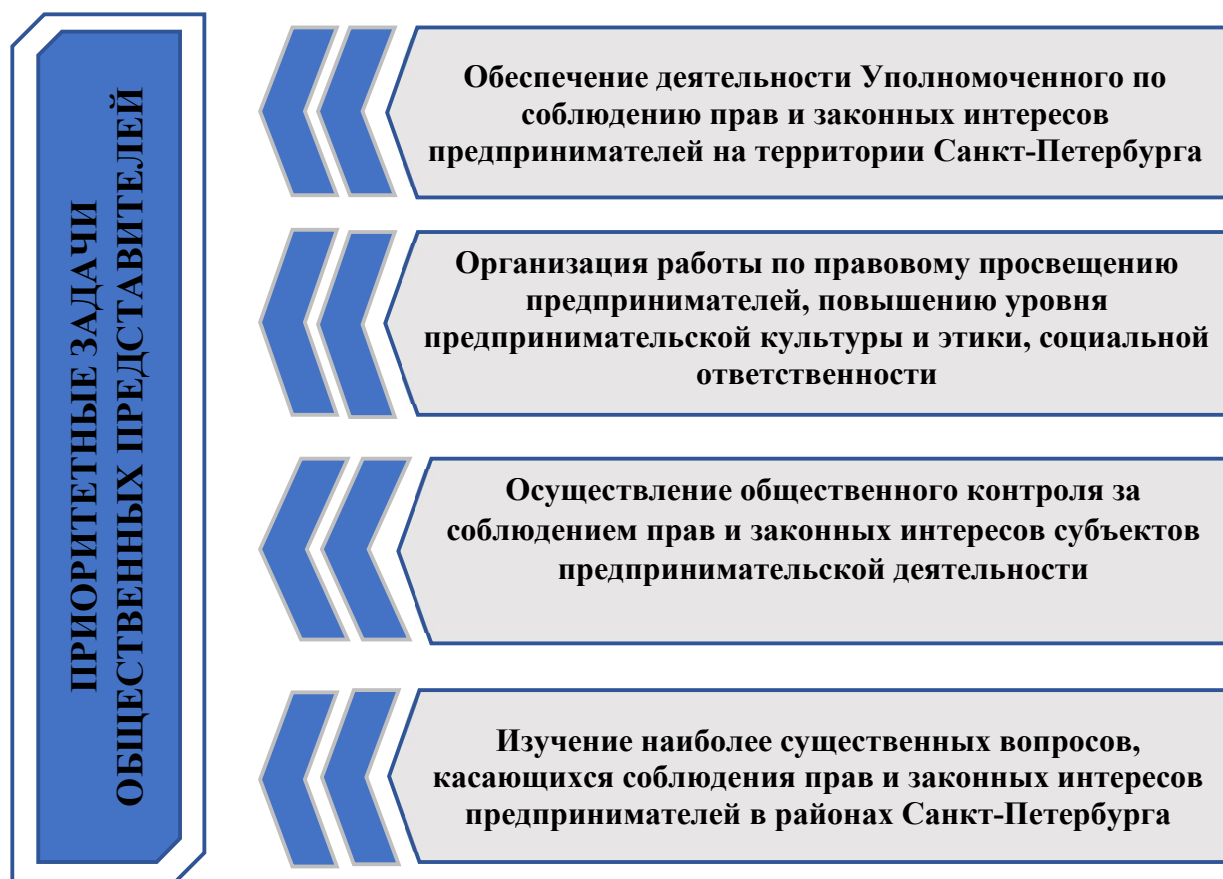 ПРИОРИТЕТНЫЕ ЗАДАЧИ
ОБЩЕСТВЕННЫХ ПРЕДСТАВИТЕЛЕЙ
Обеспечение деятельности Уполномоченного по
соблюдению прав и законных интересов
предпринимателей на территории Санкт-Петербурга
Организация работы по правовому просвещению
предпринимателей, повышению уровня
предпринимательской культуры и этики, социальной
ответственности
Осуществление общественного контроля за
соблюдением прав и законных интересов субъектов
предпринимательской деятельности
Изучение наиболее существенных вопросов,
касающихся соблюдения прав и законных интересов
предпринимателей в районах Санкт-Петербурга